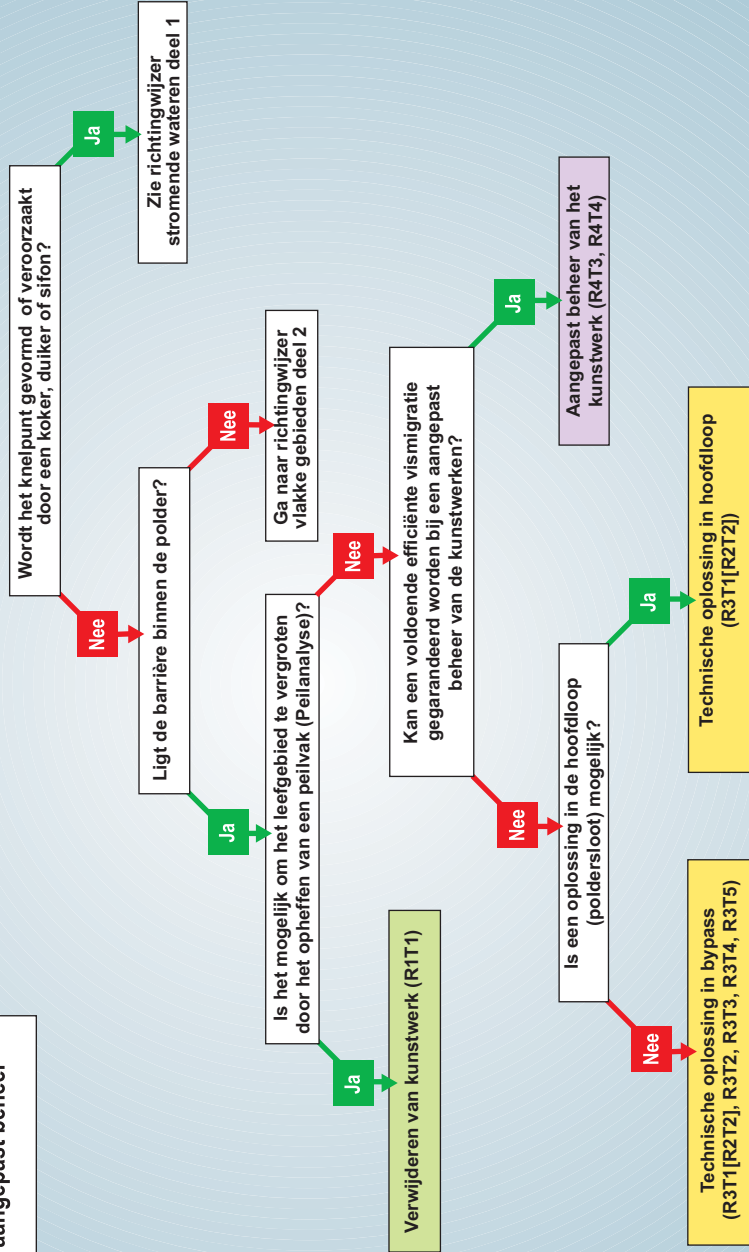 aangepast beheer
Wordt het knelpunt gevormd of veroorzaakt
door een koker, duiker of sifon?
Nee
Ja
Zie richtingwijzer
stromende wateren deel 1
Ligt de barrière binnen de polder?
Ja
Nee
Ga naar richtingwijzer
vlakke gebieden deel 2
Is het mogelijk om het leefgebied te vergroten
door het opheffen van een peilvak (Peilanalyse)?
Ja
Nee
Verwijderen van kunstwerk (R1T1)
Kan een voldoende efficiënte vismigratie
gegarandeerd worden bij een aangepast
beheer van de kunstwerken?
Nee
Ja
Aangepast beheer van het
kunstwerk (R4T3, R4T4)
Is een oplossing in de hoofdloop
(poldersloot) mogelijk?
Nee
Ja
Technische oplossing in bypass
(R3T1[R2T2], R3T2, R3T3, R3T4, R3T5)
Technische oplossing in hoofdloop
(R3T1[R2T2])